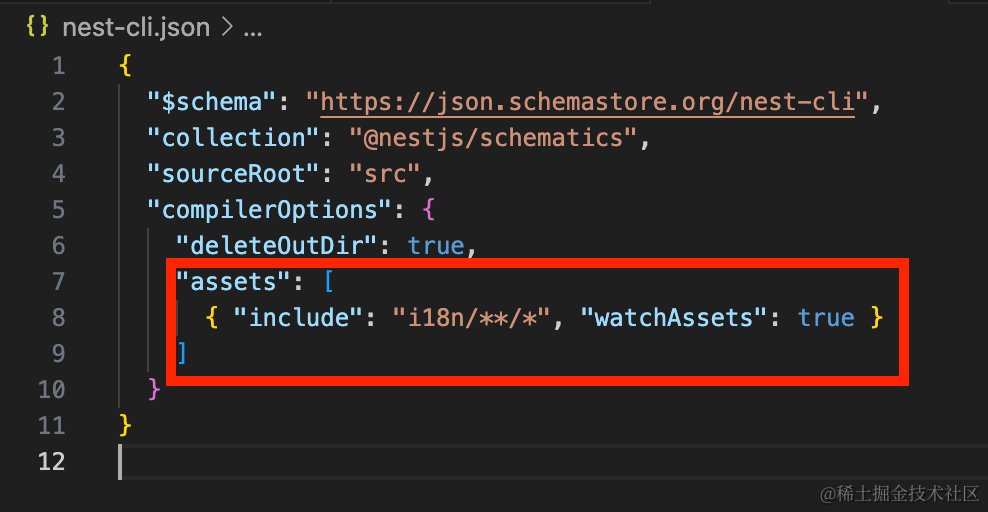 {} nest-cli.json > ...
1 {
2 "$schema": "https://json.schemastore.org/nest-cli",
3 "collection": "@nestjs/schematics",
4 "sourceRoot": "src",
5 "compilerOptions": {
6 "deleteOutDir": true,
7 "assets": [
8 { "include": "i18n/**/*", "watchAssets": true }
9 ]
10 }
11 }
12
@稀土掘金技术社区